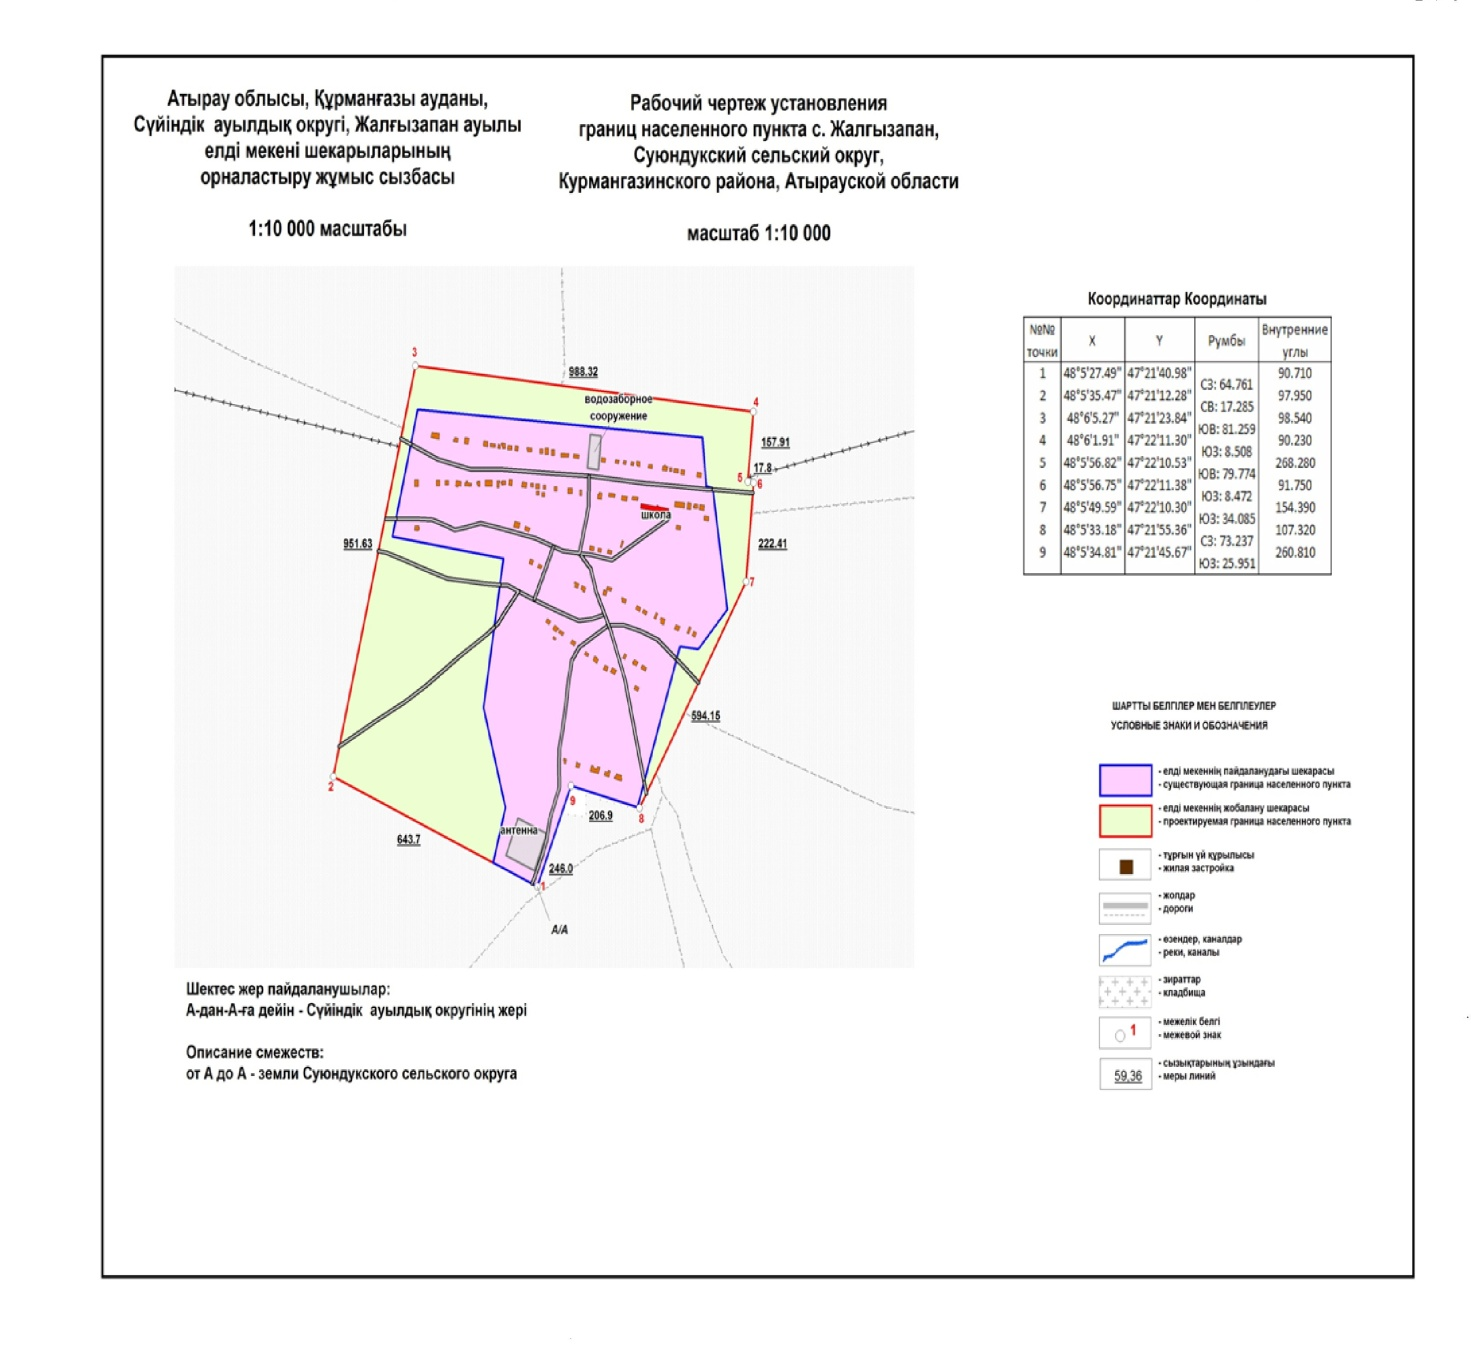 Атырау облысы, Құрманғазы ауданы,
Сүйіндік ауылдық округі, Жалғызапан ауылы
елді мекені шекарыларының
орналастыру жұмыс сызбасы
1:10 000 масштабы
Рабочий чертеж установления
границ населенного пункта с. Жалгызапан,
Суюндукский сельский округ,
Курмангазинского района, Атырауской области
масштаб 1:10 000
3
988.32
4
водозаборное
сооружение
157.91
17.8
5
6
школа
951.63
222.41
7
594.15
2
9
206.9
8
антенна
643.7
246.0
1
А/А
Координаттар Координаты
№№ точки X Y Румбы Внутренние углы
1 48°5'27.49" 47°21'40.98" 90.710
СЗ: 64.761
2 48°5'35.47" 47°21'12.28" 97.950
СВ: 17.285
3 48°6'5.27" 47°21'23.84" 98.540
ЮВ: 81.259
4 48°6'1.91" 47°22'11.30" 90.230
ЮЗ: 8.508
5 48°5'56.82" 47°22'10.53" 268.280
ЮВ: 79.774
6 48°5'56.75" 47°22'11.38" 91.750
ЮЗ: 8.472
7 48°5'49.59" 47°22'10.30" 154.390
ЮЗ: 34.085
8 48°5'33.18" 47°21'55.36" 107.320
СЗ: 73.237
9 48°5'34.81" 47°21'45.67" 260.810
ЮЗ: 25.951
ШАРТТЫ БЕЛГІЛЕР МЕН БЕЛГІЛЕУЛЕР
УСЛОВНЫЕ ЗНАКИ И ОБОЗНАЧЕНИЯ
- елді мекеннің пайдаланудағы шекарасы
- существующая граница населенного пункта
- елді мекеннің жобалану шекарасы
- проектируемая граница населенного пункта
- тұрғын үй құрылысы
- жилая застройка
- жолдар
- дороги
- өзендер, каналдар
- реки, каналы
- зираттар
- кладбища
1
- межелік белгі
- межевой знак
59,36
- сызықтарының ұзындағы
- меры линий
Шектес жер пайдаланушылар:
А-дан-А-ға дейін - Сүйіндік ауылдық округінің жері
Описание смежеств:
от А до А - земли Суюндукского сельского округа